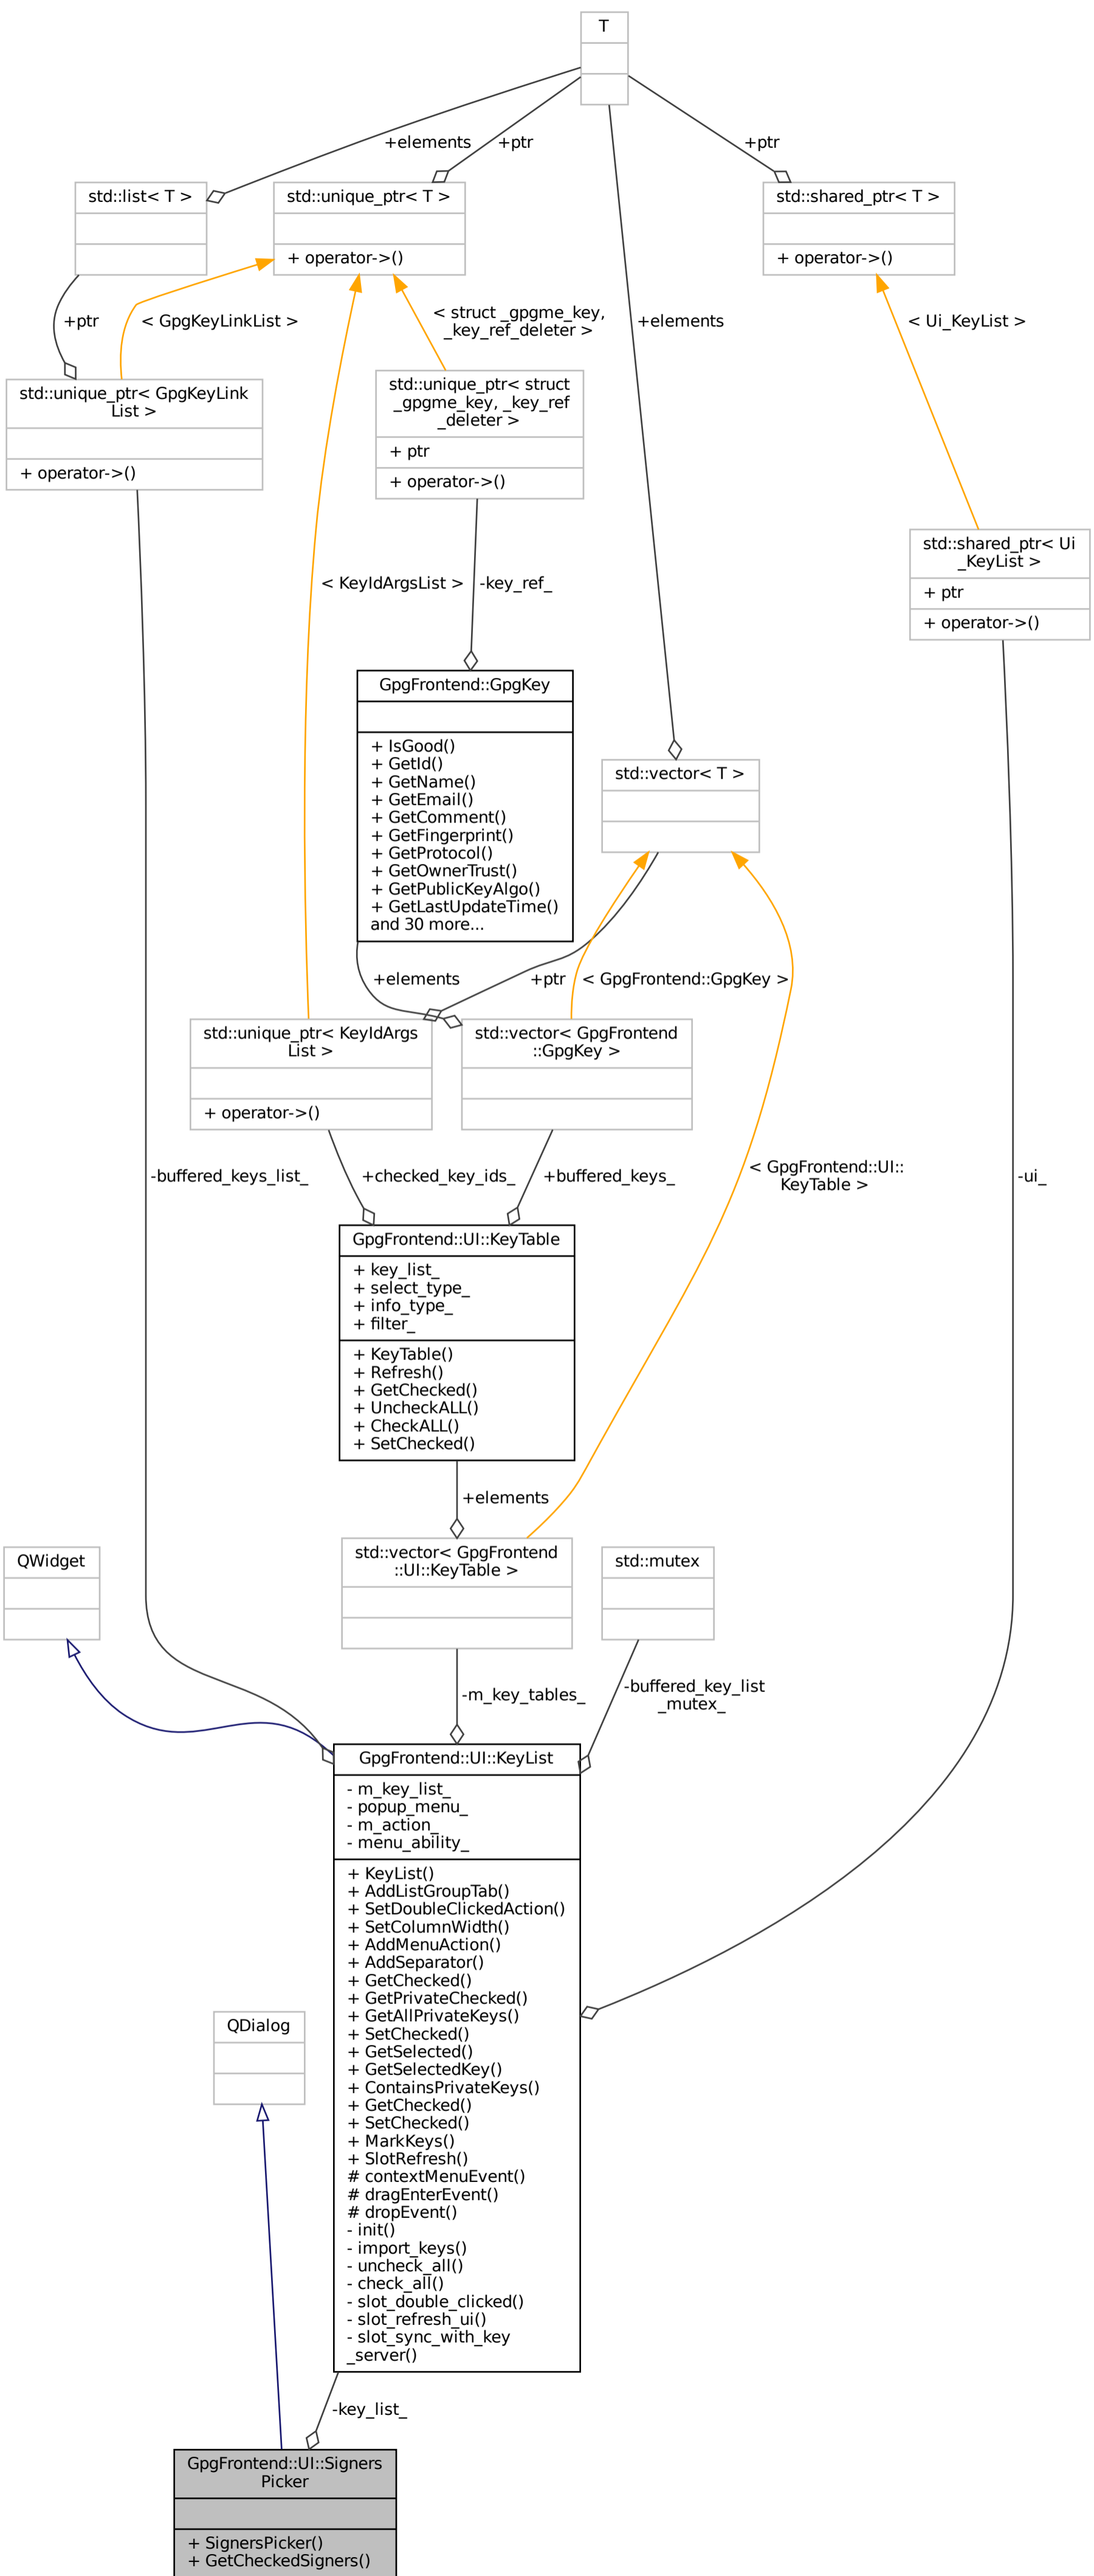 T
+elements
+ptr
+ptr
std::list< T >
std::unique_ptr< T >
+ operator->()
std::shared_ptr< T >
+ operator->()
+ptr
< GpgKeyLinkList >
< struct _gpgme_key,
_key_ref_deleter >
+elements
< Ui_KeyList >
std::unique_ptr< GpgKeyLink
List >
+ operator->()
std::unique_ptr< struct
_gpgme_key, _key_ref
_deleter >
+ ptr
+ operator->()
std::shared_ptr< Ui
_KeyList >
+ ptr
+ operator->()
< KeyIdArgsList >
-key_ref_
GpgFrontend::GpgKey
+ IsGood()
+ GetId()
+ GetName()
+ GetEmail()
+ GetComment()
+ GetFingerprint()
+ GetProtocol()
+ GetOwnerTrust()
+ GetPublicKeyAlgo()
+ GetLastUpdateTime()
and 30 more...
std::vector< T >
+elements
+ptr
< GpgFrontend::GpgKey >
std::unique_ptr< KeyIdArgs
List >
+ operator->()
std::vector< GpgFrontend
::GpgKey >
-buffered_keys_list_
+checked_key_ids_
+buffered_keys_
< GpgFrontend::UI::
KeyTable >
-ui_
GpgFrontend::UI::KeyTable
+ key_list_
+ select_type_
+ info_type_
+ filter_
+ KeyTable()
+ Refresh()
+ GetChecked()
+ UncheckALL()
+ CheckALL()
+ SetChecked()
+elements
QWidget
std::vector< GpgFrontend
::UI::KeyTable >
std::mutex
-m_key_tables_
-buffered_key_list
_mutex_
GpgFrontend::UI::KeyList
- m_key_list_
- popup_menu_
- m_action_
- menu_ability_
+ KeyList()
+ AddListGroupTab()
+ SetDoubleClickedAction()
+ SetColumnWidth()
+ AddMenuAction()
+ AddSeparator()
+ GetChecked()
+ GetPrivateChecked()
+ GetAllPrivateKeys()
+ SetChecked()
+ GetSelected()
+ GetSelectedKey()
+ ContainsPrivateKeys()
+ GetChecked()
+ SetChecked()
+ MarkKeys()
+ SlotRefresh()
# contextMenuEvent()
# dragEnterEvent()
# dropEvent()
- init()
- import_keys()
- uncheck_all()
- check_all()
- slot_double_clicked()
- slot_refresh_ui()
- slot_sync_with_key
_server()
QDialog
-key_list_
GpgFrontend::UI::Signers
Picker
+ SignersPicker()
+ GetCheckedSigners()